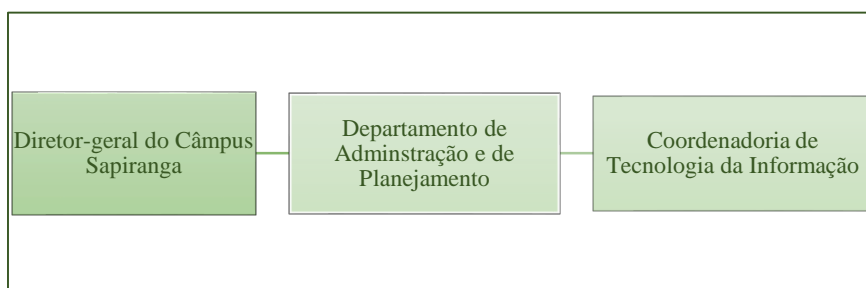 Diretor-geral do Câmpus
Sapiranga
Departamento de
Adminstração e de
Planejamento
Coordenadoria de
Tecnologia da Informação